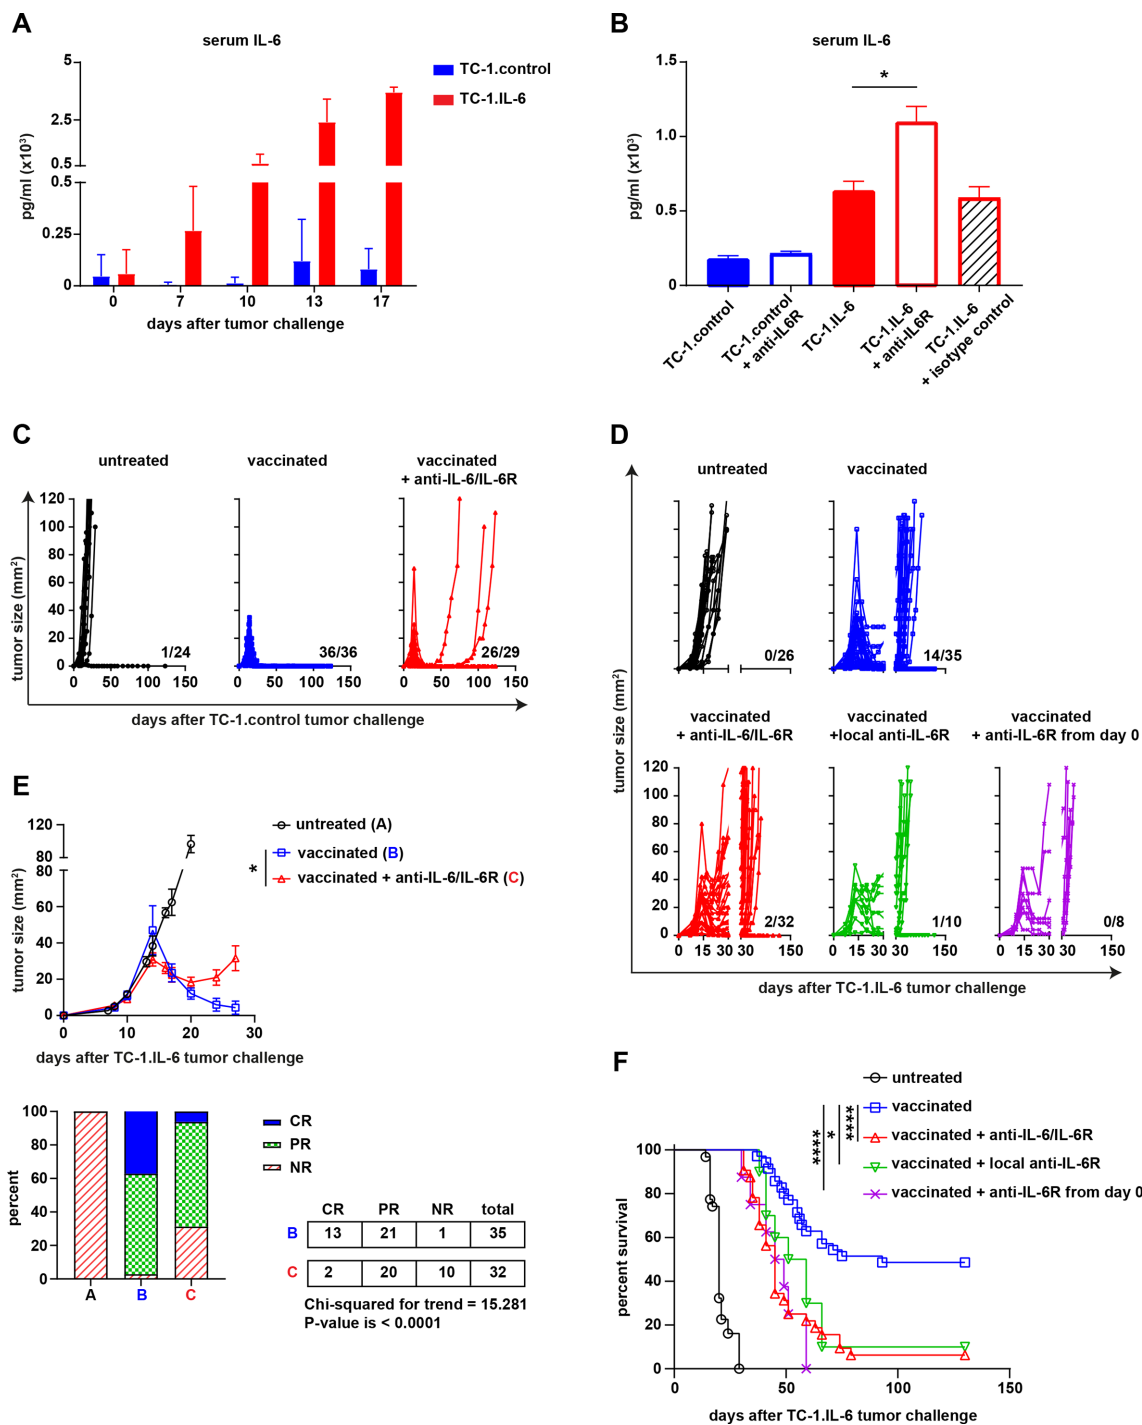 A
serum IL-6
5
2.5
0.5
0.5
0.25
0
pg/ml (x10³)
0 7 10 13 17
days after tumor challenge
TC-1.control
TC-1.IL-6
B
serum IL-6
1.5
1.0
0.5
0
pg/ml (x10³)
*
TC-1.control
TC-1.control
+ anti-IL6R
TC-1.IL-6
TC-1.IL-6
+ anti-IL6R
TC-1.IL-6
+ isotype control
C
untreated
vaccinated
vaccinated
+ anti-IL-6/IL-6R
120
100
80
60
40
20
0
tumor size (mm²)
1/24
36/36
26/29
0 50 100 150
0 50 100 150
0 50 100 150
days after TC-1.control tumor challenge
D
untreated
vaccinated
0/26
14/35
vaccinated
+ anti-IL-6/IL-6R
vaccinated
+local anti-IL-6R
vaccinated
+ anti-IL-6R from day 0
tumor size (mm²)
120
100
80
60
40
20
0
2/32
1/10
0/8
0 15 30 30 150
0 15 30 30 150
0 15 30 30 150
days after TC-1.IL-6 tumor challenge
E
120
80
80
60
40
20
0
tumor size (mm²)
0 10 20 30
days after TC-1.IL-6 tumor challenge
untreated (A)
vaccinated (B)
vaccinated + anti-IL-6/IL-6R (C)
*
100
80
60
40
20
0
percent
A B C
CR
PR
NR
CR PR NR total
B 13 21 1 35
C 2 20 10 32
Chi-squared for trend = 15.281
P-value is < 0.0001
F
untreated
vaccinated
vaccinated + anti-IL-6/IL-6R
vaccinated + local anti-IL-6R
vaccinated + anti-IL-6R from day 0
****
*
****
100
80
60
40
20
0
percent survival
0 50 100 150
days after TC-1.IL-6 tumor challenge